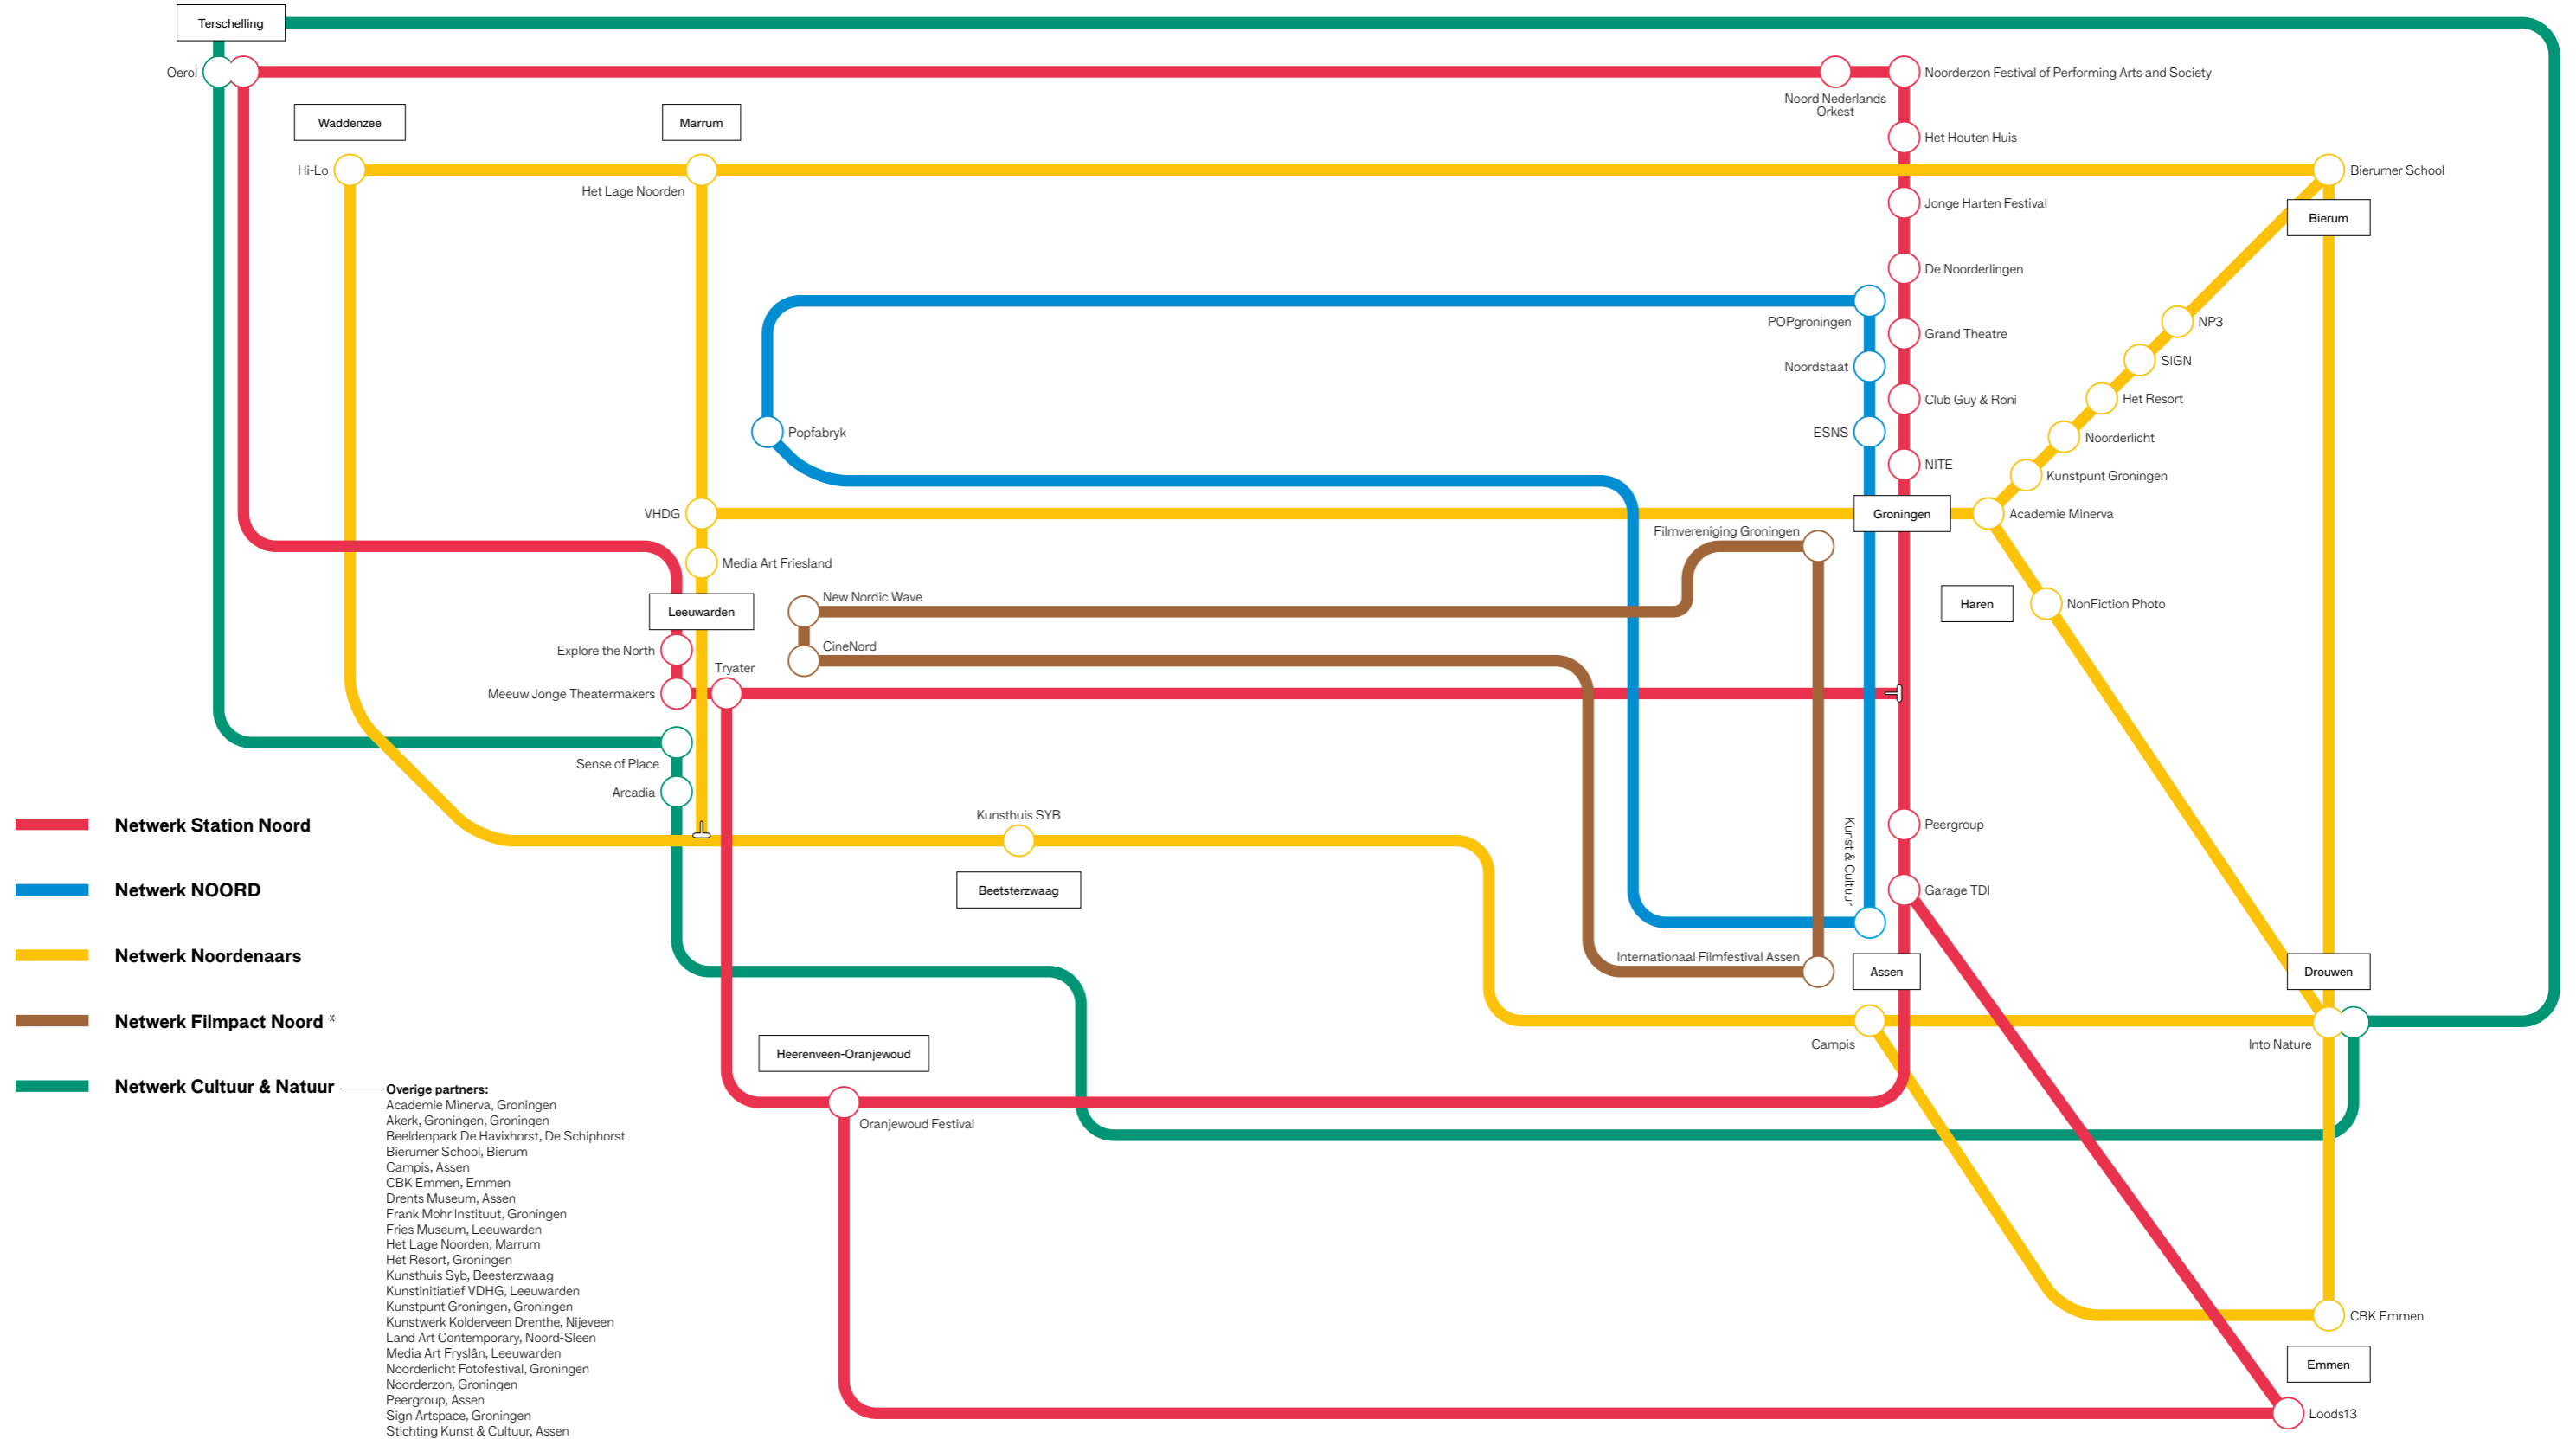 Terschelling
Oerol
Noord Nederlands
Orkest
Noorderzon Festival of Performing Arts and Society
Waddenzee
Marrum
Het Houten Huis
Hi-Lo
Het Lage Noorden
Bierumer School
Jonge Harten Festival
Bierum
De Noorderlingen
POPgroningen
NP3
Grand Theatre
Noordstaat
SIGN
Club Guy & Roni
Het Resort
Popfabryk
ESNS
Noorderlicht
NITE
Kunstpunt Groningen
VHDG
Groningen
Academie Minerva
Filmvereniging Groningen
Media Art Friesland
New Nordic Wave
Leeuwarden
Haren
NonFiction Photo
Explore the North
CineNord
Tryater
Meeuw Jonge Theatermakers
Sense of Place
Arcadia
Kunsthuis SYB
Kunst & Cultuur
Peergroup
Beetsterzwaag
Garage TDI
Internationaal Filmfestival Assen
Assen
Drouwen
Campis
Into Nature
Heerenveen-Oranjewoud
Oranjewoud Festival
CBK Emmen
Emmen
Loods13
Netwerk Station Noord
Netwerk NOORD
Netwerk Noordenaars
Netwerk Filmpact Noord *
Netwerk Cultuur & Natuur
Overige partners:
Academie Minerva, Groningen
Akerk, Groningen, Groningen
Beeldenpark De Havixhorst, De Schiphorst
Bierumer School, Bierum
Campis, Assen
CBK Emmen, Emmen
Drents Museum, Assen
Frank Mohr Instituut, Groningen
Fries Museum, Leeuwarden
Het Lage Noorden, Marrum
Het Resort, Groningen
Kunsthuis Syb, Beesterzwaag
Kunstinitiatief VDHG, Leeuwarden
Kunstpunt Groningen, Groningen
Kunstwerk Kolderveen Drenthe, Nijeveen
Land Art Contemporary, Noord-Sleen
Media Art Fryslân, Leeuwarden
Noorderlicht Fotofestival, Groningen
Noorderzon, Groningen
Peergroup, Assen
Sign Artspace, Groningen
Stichting Kunst & Cultuur, Assen